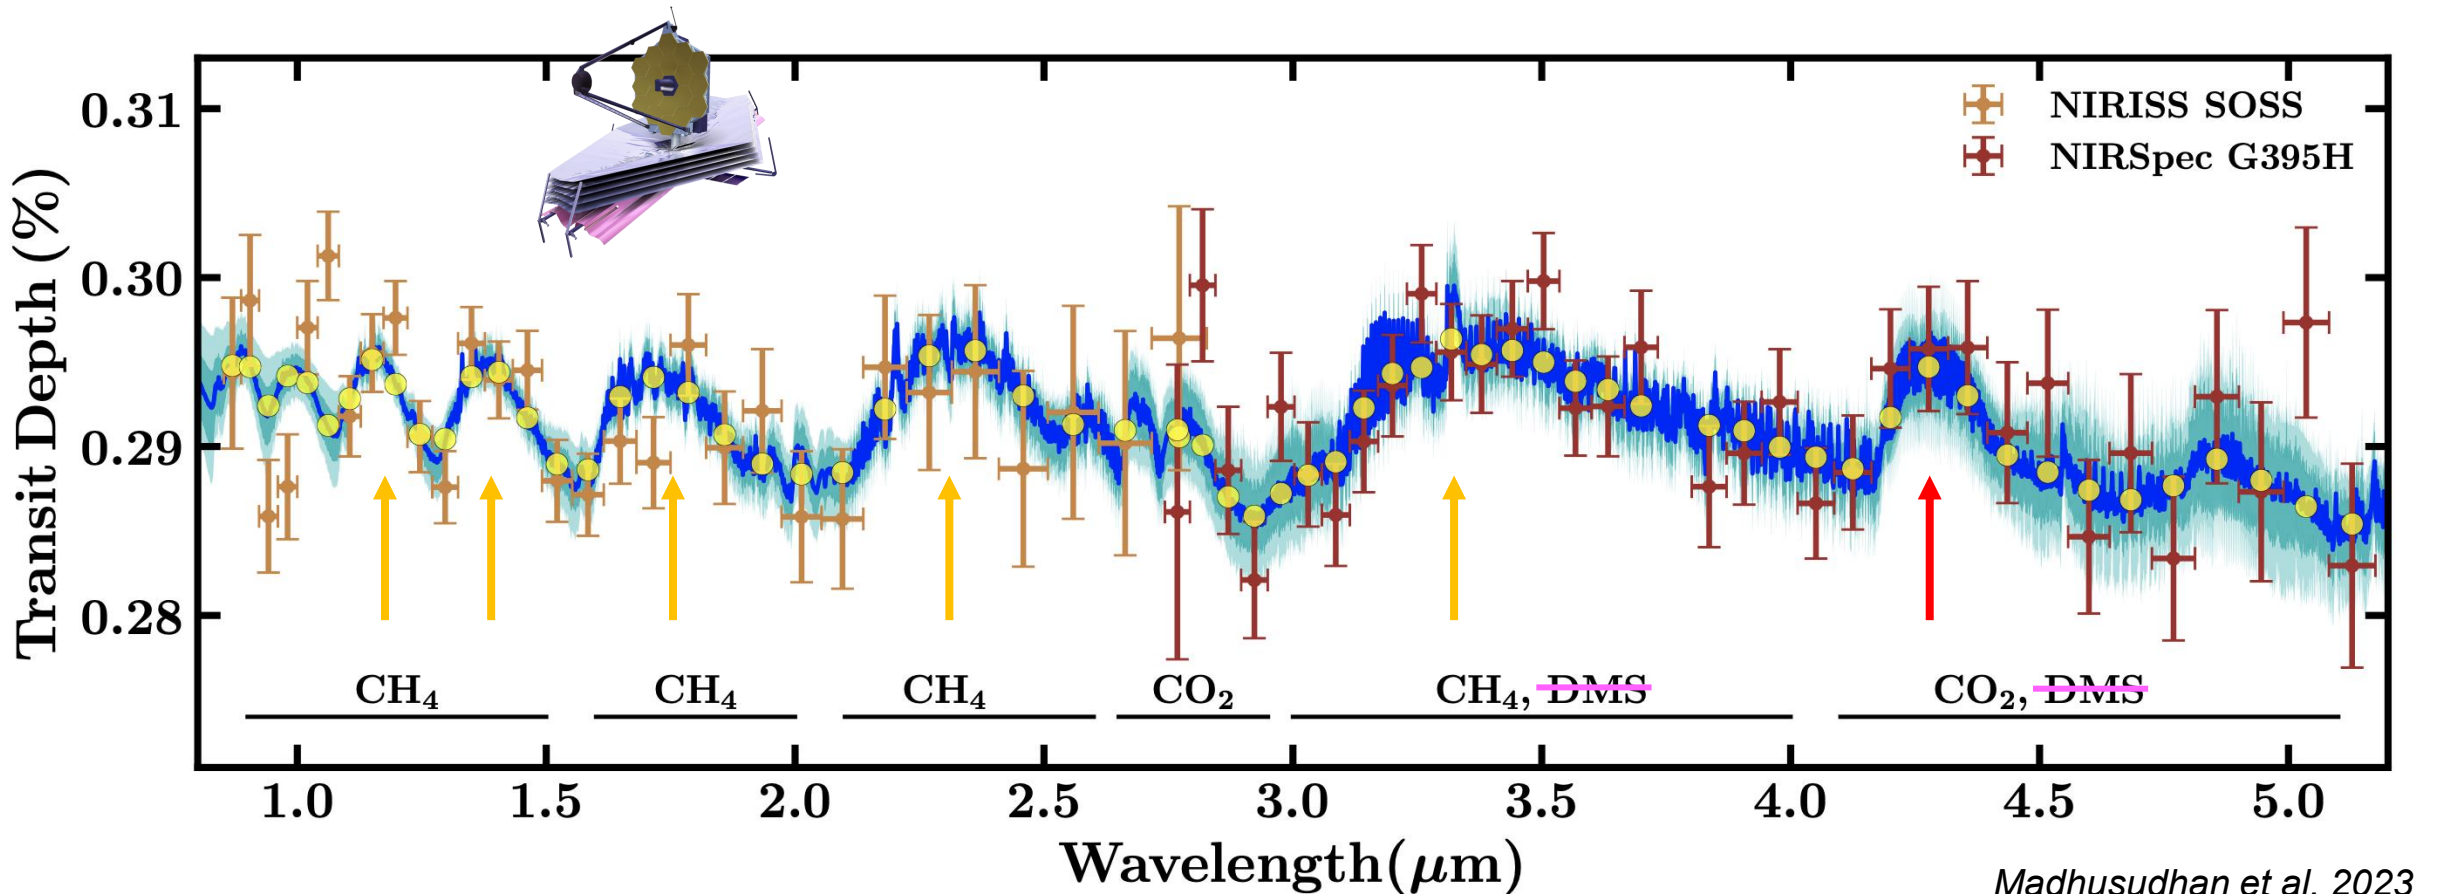 0.31
0.30
0.29
0.28
Transit Depth (%)
NIRISS SOSS
NIRSpec G395H
CH₄
CH₄
CH₄
CO₂
CH₄, DMS
CO₂, DMS
1.0 1.5 2.0 2.5 3.0 3.5 4.0 4.5 5.0
Wavelength(μm)
Madhusudhan et al. 2023